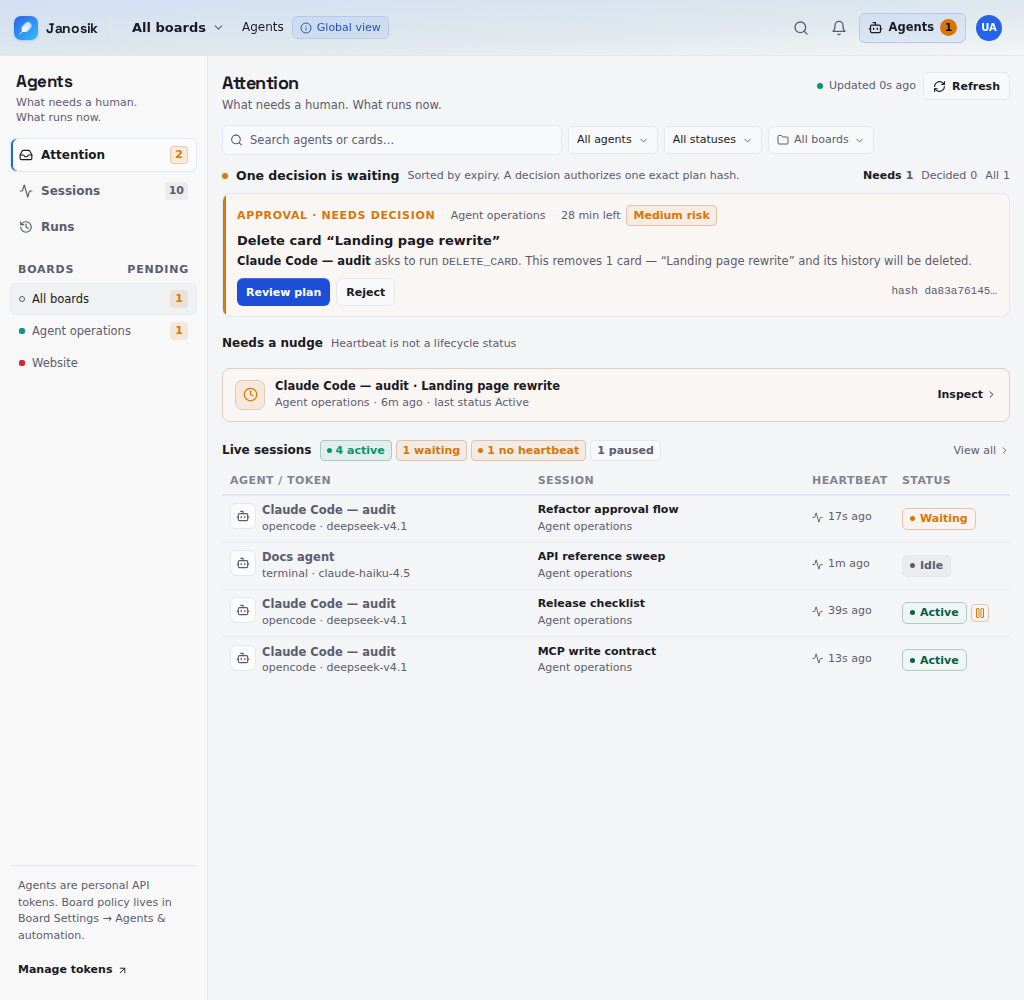 Janosik
All boards
Agents
Global view
Agents 1
UA
Agents
What needs a human.
What runs now.
Attention 2
Sessions 10
Runs
BOARDS PENDING
All boards 1
Agent operations 1
Website
Agents are personal API
tokens. Board policy lives in
Board Settings → Agents &
automation.
Manage tokens
Attention
What needs a human. What runs now.
Updated 0s ago
Refresh
Search agents or cards…
All agents
All statuses
All boards
One decision is waiting Sorted by expiry. A decision authorizes one exact plan hash.
Needs 1 Decided 0 All 1
APPROVAL · NEEDS DECISION · Agent operations · 28 min left Medium risk
Delete card “Landing page rewrite”
Claude Code — audit asks to run DELETE_CARD. This removes 1 card — “Landing page rewrite” and its history will be deleted.
Review plan Reject hash da83a76145…
Needs a nudge Heartbeat is not a lifecycle status
Claude Code — audit · Landing page rewrite
Agent operations · 6m ago · last status Active
Inspect
Live sessions 4 active 1 waiting 1 no heartbeat 1 paused View all
AGENT / TOKEN SESSION HEARTBEAT STATUS
Claude Code — audit Refactor approval flow 17s ago Waiting
opencode · deepseek-v4.1 Agent operations
Docs agent API reference sweep 1m ago Idle
terminal · claude-haiku-4.5 Agent operations
Claude Code — audit Release checklist 39s ago Active
opencode · deepseek-v4.1 Agent operations
Claude Code — audit MCP write contract 13s ago Active
opencode · deepseek-v4.1 Agent operations